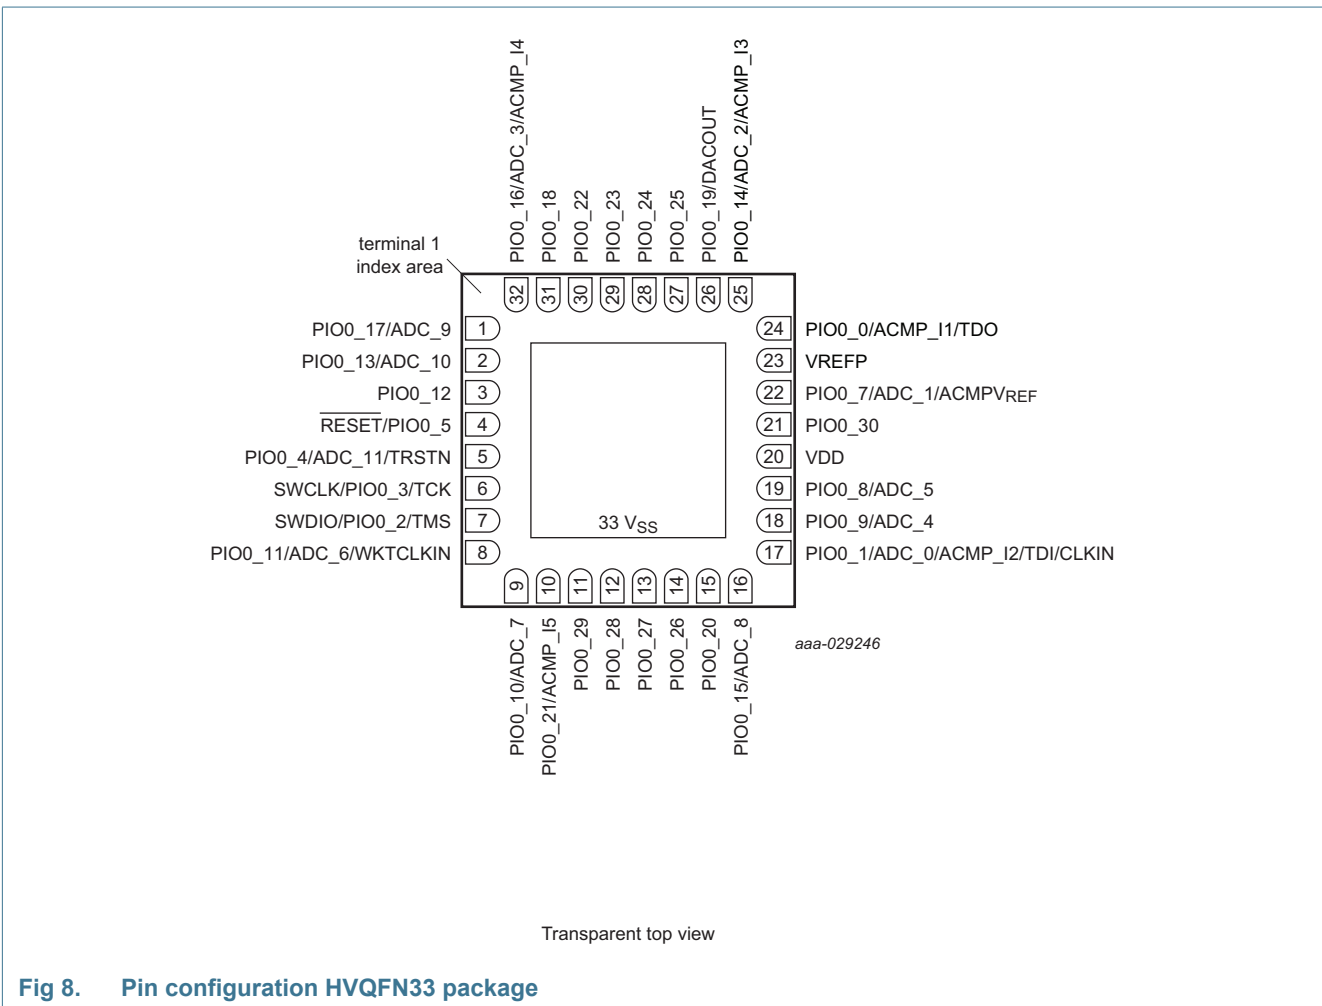 PIO0_16/ADC_3/ACMP_I4
PIO0_18
PIO0_22
PIO0_23
PIO0_24
PIO0_25
PIO0_19/DACOUT
PIO0_14/ADC_2/ACMP_I3
terminal 1
index area
32 31 30 29 28 27 26 25
PIO0_17/ADC_9 1
PIO0_13/ADC_10 2
PIO0_12 3
RESET/PIO0_5 4
PIO0_4/ADC_11/TRSTN 5
SWCLK/PIO0_3/TCK 6
SWDIO/PIO0_2/TMS 7
PIO0_11/ADC_6/WKTCLKIN 8
24 PIO0_0/ACMP_I1/TDO
23 VREFP
22 PIO0_7/ADC_1/ACMPVREF
21 PIO0_30
20 VDD
19 PIO0_8/ADC_5
18 PIO0_9/ADC_4
17 PIO0_1/ADC_0/ACMP_I2/TDI/CLKIN
33 VSS
9 10 11 12 13 14 15 16
PIO0_10/ADC_7
PIO0_21/ACMP_I5
PIO0_29
PIO0_28
PIO0_27
PIO0_26
PIO0_20
PIO0_15/ADC_8
aaa-029246
Transparent top view
Fig 8. Pin configuration HVQFN33 package